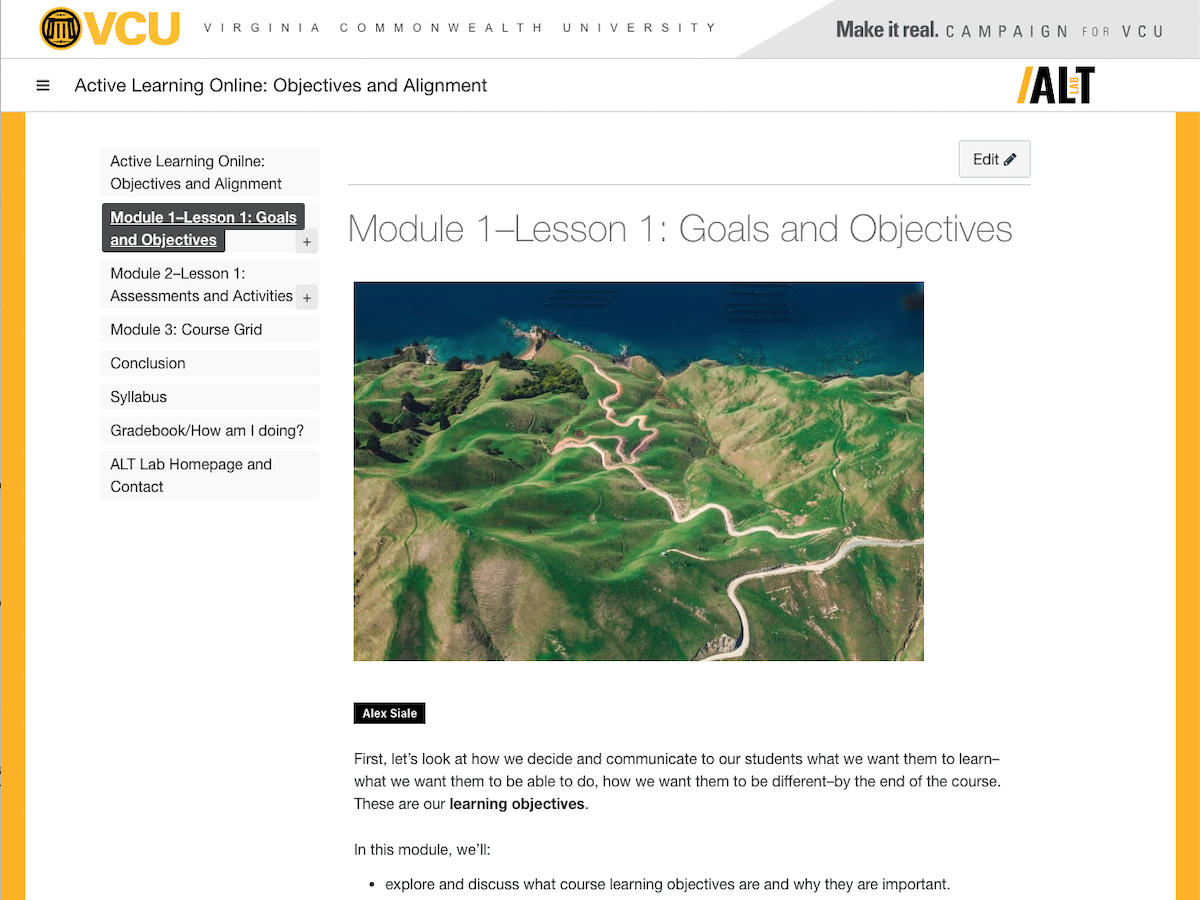 VCU VIRGINIA COMMONWEALTH UNIVERSITY
Make it real. CAMPAIGN FOR VCU
Active Learning Online: Objectives and Alignment
/ALT LAB
Active Learning Onilne:
Objectives and Alignment
Module 1–Lesson 1: Goals
and Objectives
+
Module 2–Lesson 1:
Assessments and Activities
+
Module 3: Course Grid
Conclusion
Syllabus
Gradebook/How am I doing?
ALT Lab Homepage and
Contact
Edit
Module 1–Lesson 1: Goals and Objectives
Alex Siale
First, let’s look at how we decide and communicate to our students what we want them to learn–
what we want them to be able to do, how we want them to be different–by the end of the course.
These are our learning objectives.
In this module, we’ll:
• explore and discuss what course learning objectives are and why they are important.